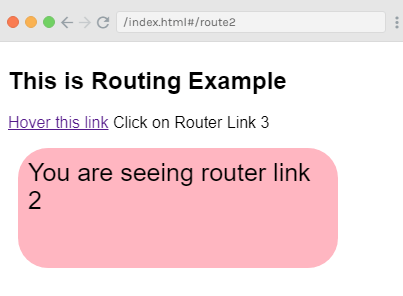 /index.html#/route2
This is Routing Example
Hover this link Click on Router Link 3
You are seeing router link
2